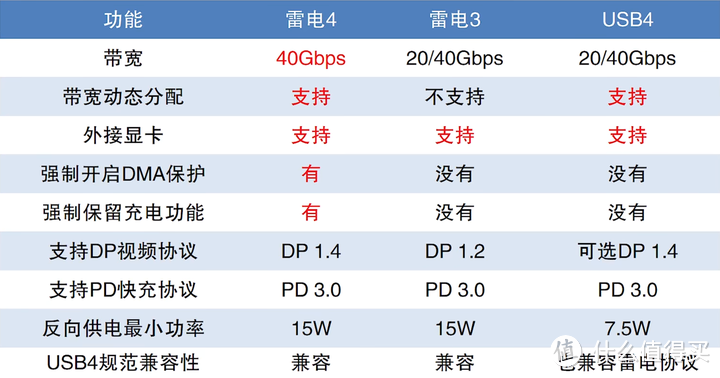 功能 雷电4 雷电3 USB4
带宽 40Gbps 20/40Gbps 20/40Gbps
带宽动态分配 支持 不支持 支持
外接显卡 支持 支持 支持
强制开启DMA保护 有 没有 没有
强制保留充电功能 有 没有 没有
支持DP视频协议 DP 1.4 DP 1.2 可选DP 1.4
支持PD快充协议 PD 3.0 PD 3.0 PD 3.0
反向供电最小功率 15W 15W 7.5W
USB4规范兼容性 兼容 兼容 也兼容雷电协议
值 什么值得买